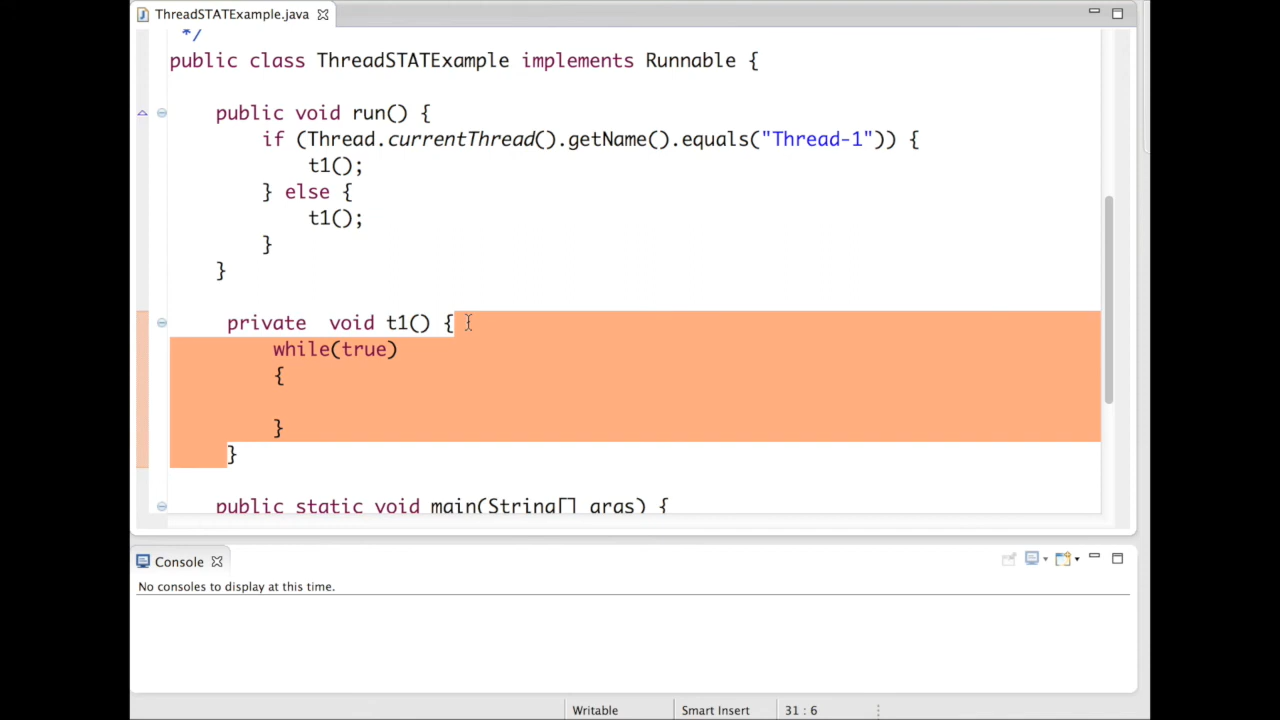 ThreadSTATExample.java
*/
public class ThreadSTATExample implements Runnable {
public void run() {
if (Thread.currentThread().getName().equals("Thread-1")) {
t1();
} else {
t1();
}
}
private  void t1() {
while(true)
{
}
}
public static void main(String[] args) {
Console
No consoles to display at this time.
Writable
Smart Insert
31 : 6